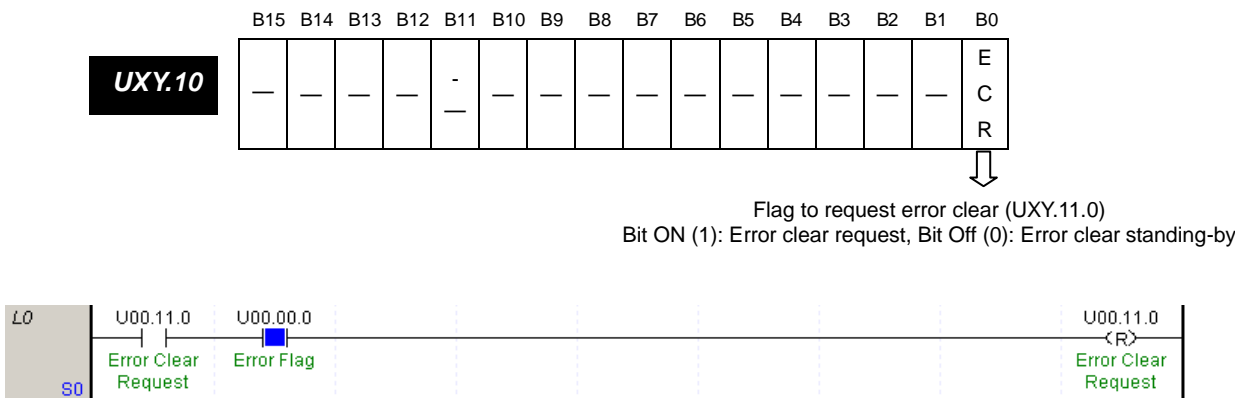 B15 B14 B13 B12 B11 B10 B9 B8 B7 B6 B5 B4 B3 B2 B1 B0
UXY.10 — — — — - — — — — — — — — — — — E
C
R
Flag to request error clear (UXY.11.0)
Bit ON (1): Error clear request, Bit Off (0): Error clear standing-by
L0 U00.11.0 U00.00.0 U00.11.0
(R)
Error Clear Error Flag Error Clear
S0 Request Request